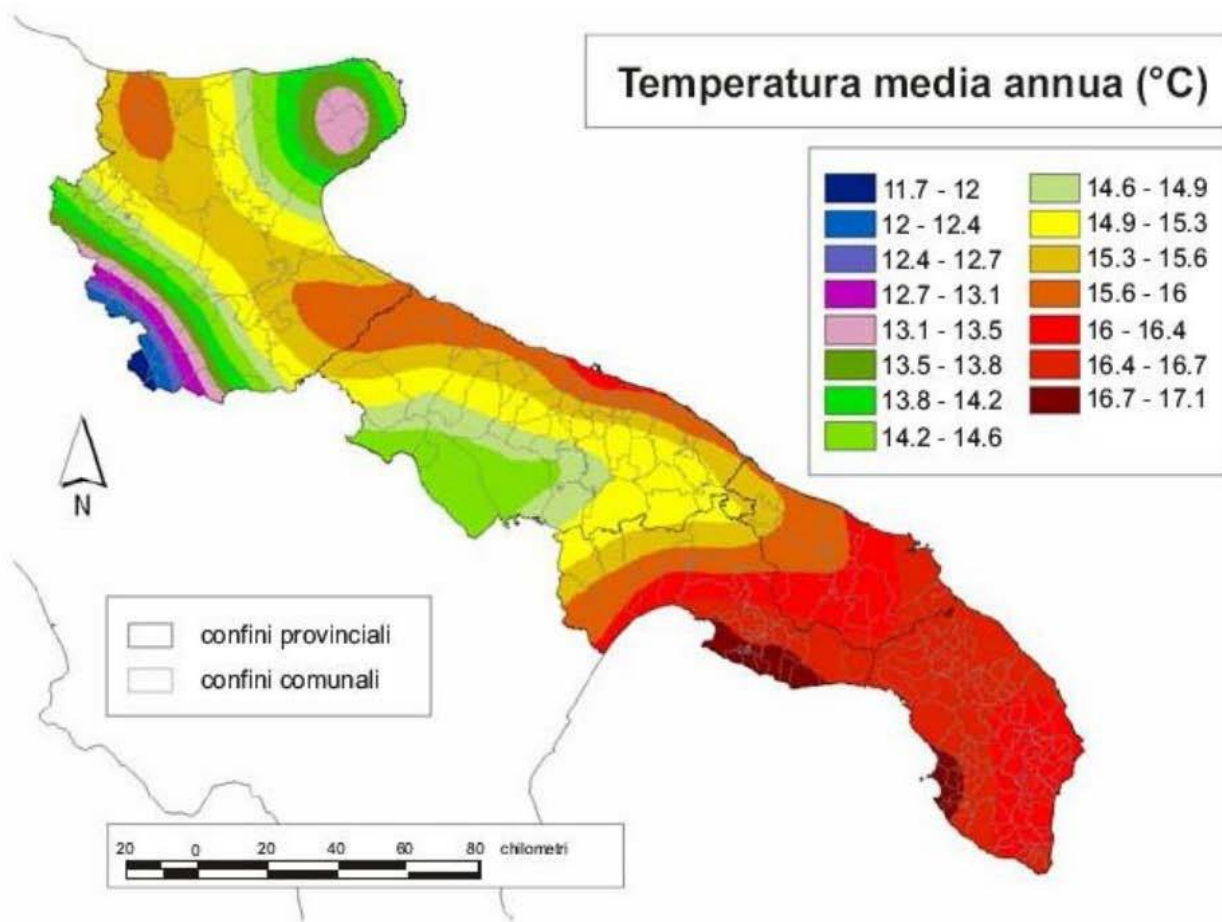 Temperatura media annua (°C)
11.7 - 12
12 - 12.4
12.4 - 12.7
12.7 - 13.1
13.1 - 13.5
13.5 - 13.8
13.8 - 14.2
14.2 - 14.6
14.6 - 14.9
14.9 - 15.3
15.3 - 15.6
15.6 - 16
16 - 16.4
16.4 - 16.7
16.7 - 17.1
N
confini provinciali
confini comunali
20 0 20 40 60 80 chilometri